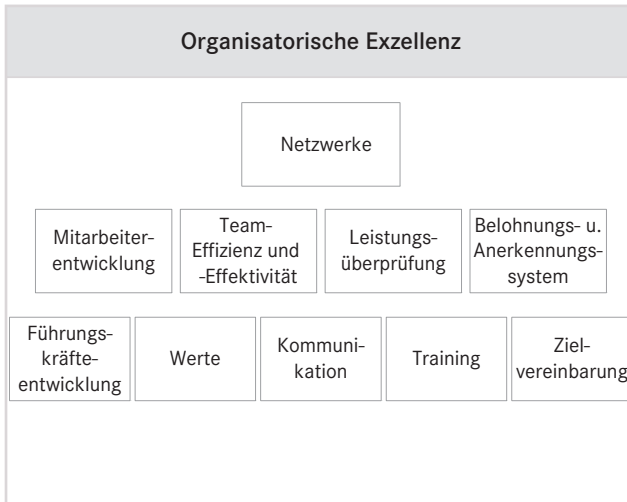 Organisatorische Exzellenz
Netzwerke
Mitarbeiter-
entwicklung
Team-
Effizienz und
-Effektivität
Leistungs-
überprüfung
Belohnungs- u.
Anerkennungs-
system
Führungs-
kräfte-
entwicklung
Werte
Kommuni-
kation
Training
Ziel-
vereinbarung